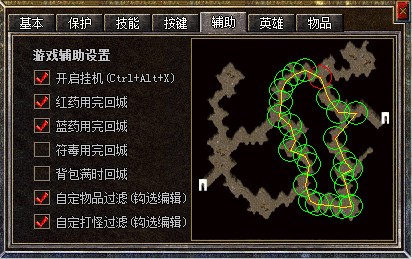 基本 保护 技能 按键 辅助 英雄 物品
游戏辅助设置
开启挂机(Ctrl+Alt+X)
红药用完回城
蓝药用完回城
符毒用完回城
背包满时回城
自定物品过滤(钩选编辑)
自定打怪过滤(钩选编辑)